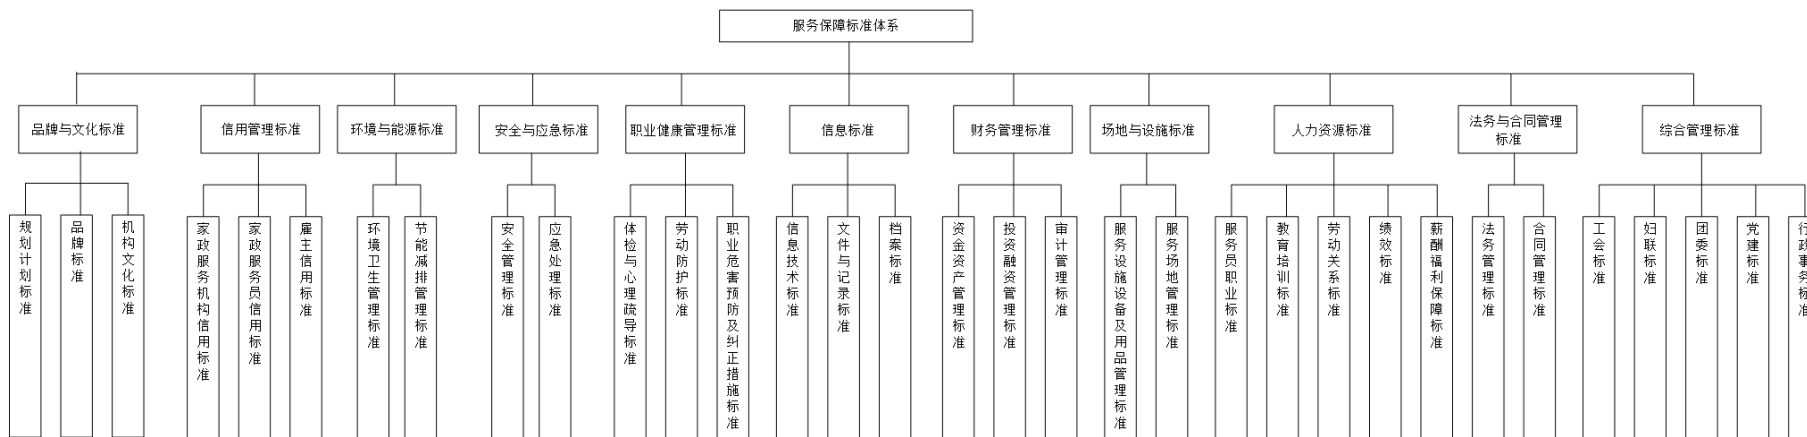 服务保障标准体系
品牌与文化标准
信用管理标准
环境与能源标准
安全与应急标准
职业健康管理标准
信息标准
财务管理标准
场地与设施标准
人力资源标准
法务与合同管理
标准
综合管理标准
规划计划标准
品牌标准
机构文化标准
家政服务机构信用标准
家政服务员信用标准
雇主信用标准
环境卫生管理标准
节能减排管理标准
安全管理标准
应急处理标准
体检与心理疏导标准
劳动防护标准
职业危害预防及纠正措施标准
信息技术标准
文件与记录标准
档案标准
资金资产管理标准
投资融资管理标准
审计管理标准
服务设施设备及用品管理标准
服务场地管理标准
服务员职业标准
教育培训标准
劳动关系标准
绩效标准
薪酬福利保障标准
法务管理标准
合同管理标准
工会标准
妇联标准
团委标准
党建标准
行政事务标准